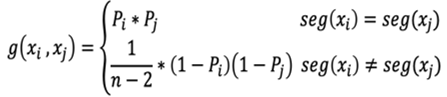 g(x_i, x_j) = { P_i * P_j    seg(x_i) = seg(x_j)
1/(n − 2) * (1 − P_i)(1 − P_j)    seg(x_i) ≠ seg(x_j)